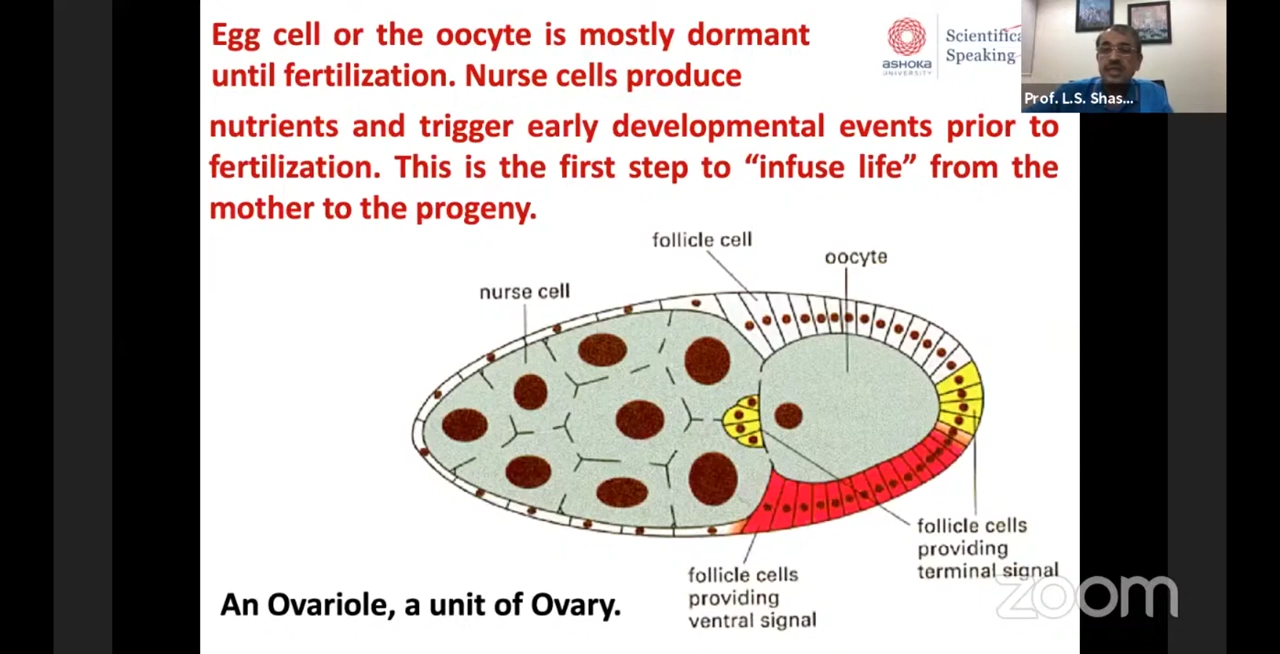 Egg cell or the oocyte is mostly dormant
until fertilization. Nurse cells produce
nutrients and trigger early developmental events prior to
fertilization. This is the first step to “infuse life” from the
mother to the progeny.
ASHOKA
UNIVERSITY
Speaking
Prof. L.S. Shas...
follicle cell
oocyte
nurse cell
follicle cells
providing
terminal signal
follicle cells
providing
ventral signal
An Ovariole, a unit of Ovary.
zoom